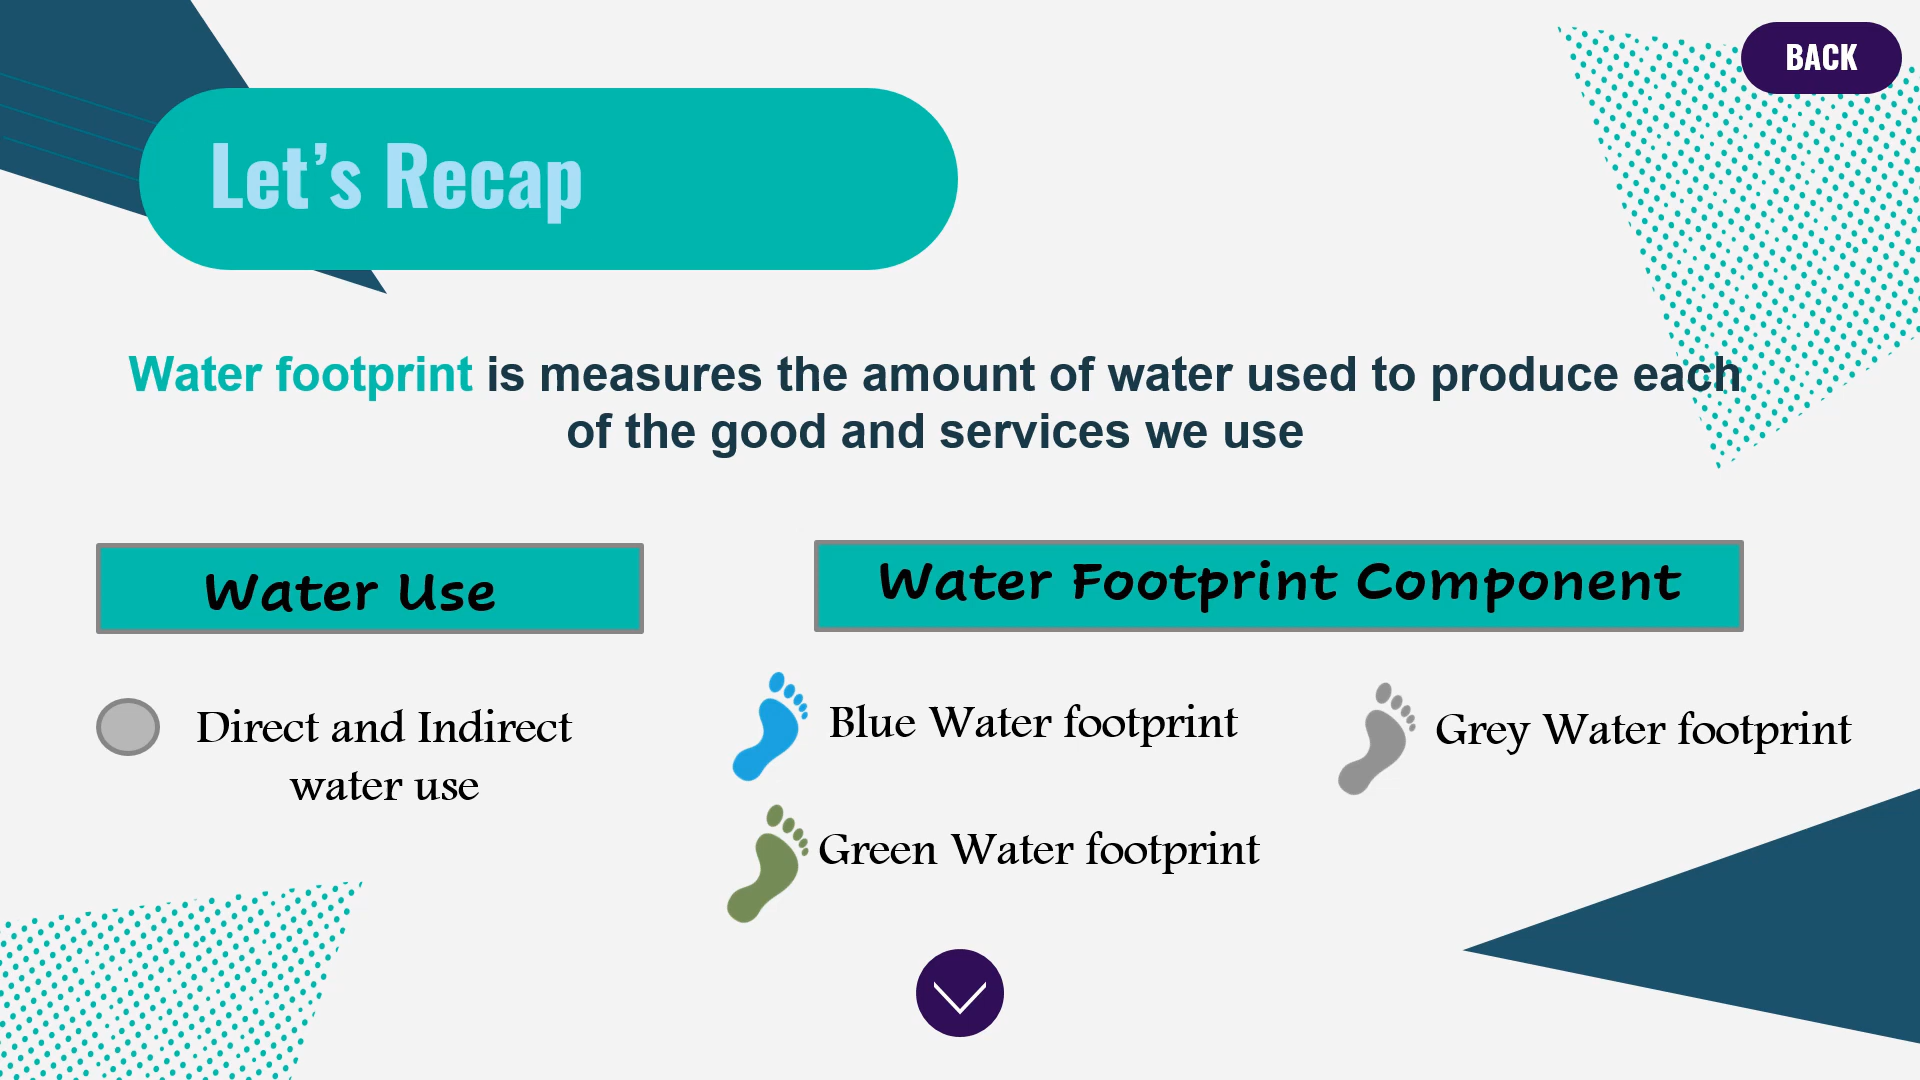 BACK
Let’s Recap
Water footprint is measures the amount of water used to produce each
of the good and services we use
Water Use
Water Footprint Component
Direct and Indirect
water use
Blue Water footprint
Grey Water footprint
Green Water footprint